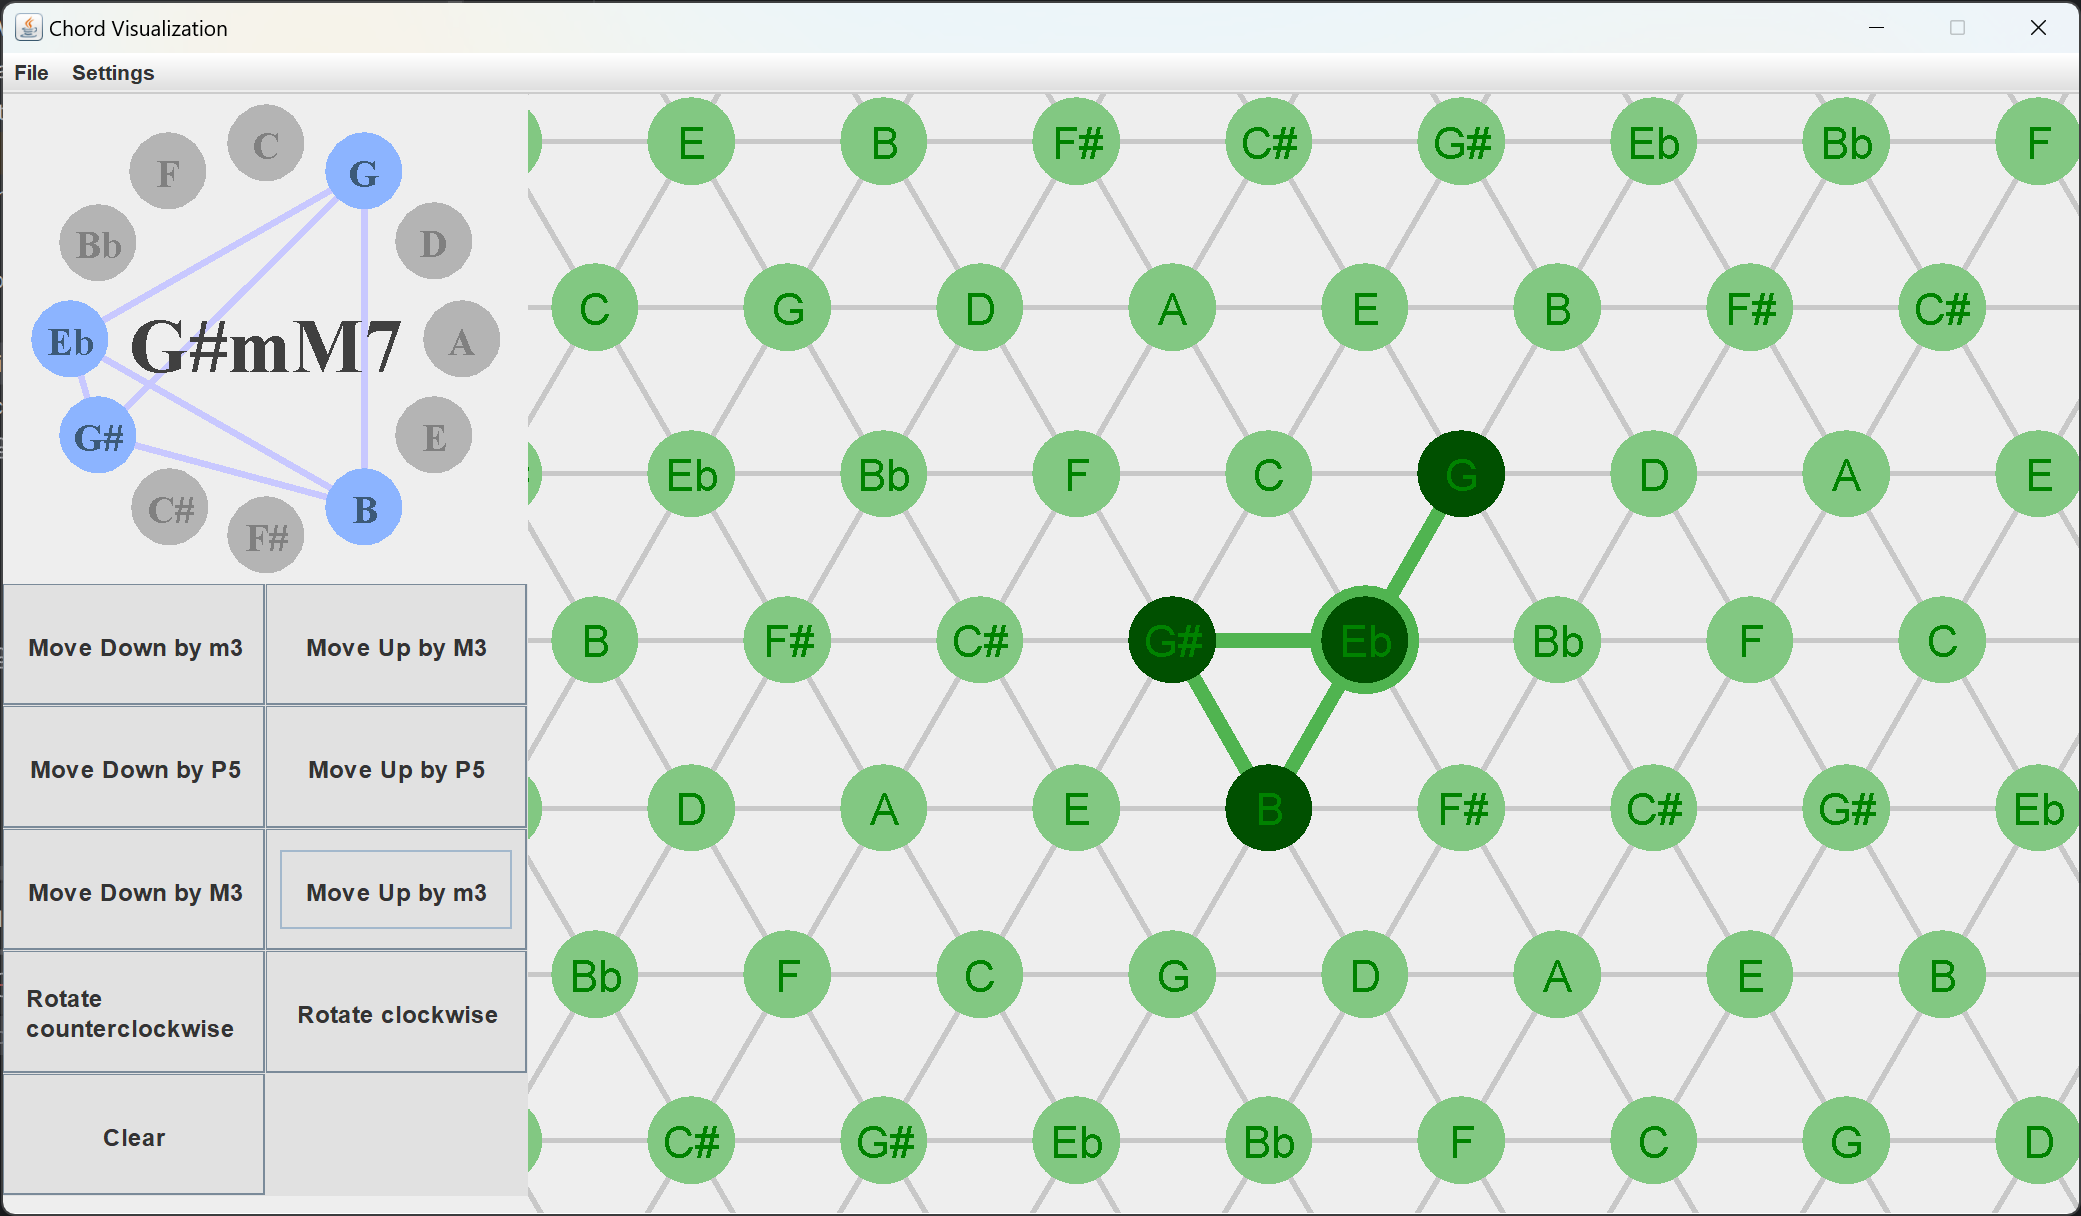 Chord Visualization
File Settings
C
F G
Bb D
Eb G#mM7 A
G# E
C# B
F#
Move Down by m3 Move Up by M3
Move Down by P5 Move Up by P5
Move Down by M3 Move Up by m3
Rotate
counterclockwise
Rotate clockwise
Clear
E B F# C# G# Eb Bb F
C G D A E B F# C#
Eb Bb F C G D A E
B F# C# G# Eb Bb F C
D A E B F# C# G# Eb
Bb F C G D A E B
C# G# Eb Bb F C G D